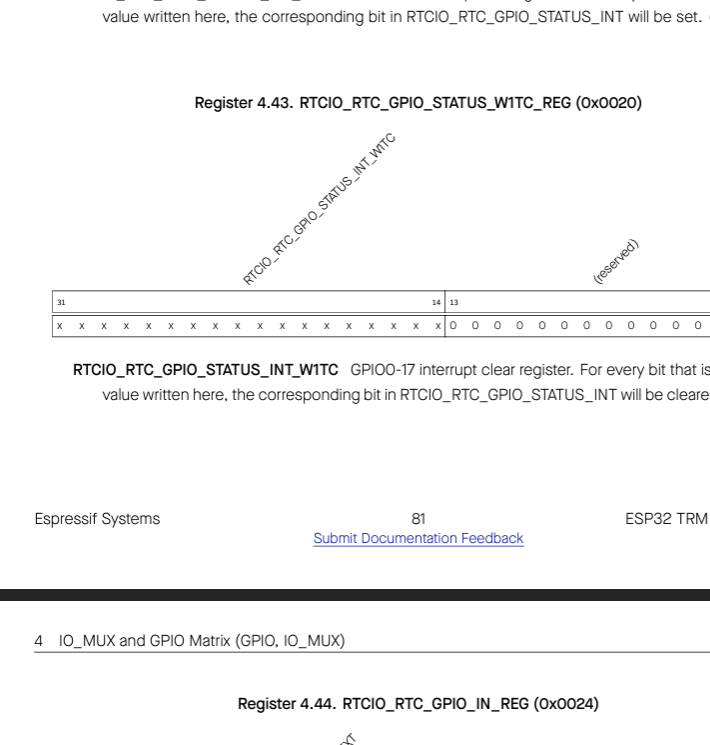 value written here, the corresponding bit in RTCIO_RTC_GPIO_STATUS_INT will be set.
Register 4.43. RTCIO_RTC_GPIO_STATUS_W1TC_REG (0x0020)
RTCIO_RTC_GPIO_STATUS_INT_W1TC
(reserved)
31 14 13
x x x x x x x x x x x x x x x x x x 0 0 0 0 0 0 0 0 0 0 0 0
RTCIO_RTC_GPIO_STATUS_INT_W1TC GPIO0-17 interrupt clear register. For every bit that is
value written here, the corresponding bit in RTCIO_RTC_GPIO_STATUS_INT will be cleare
Espressif Systems 81 ESP32 TRM
Submit Documentation Feedback
4 IO_MUX and GPIO Matrix (GPIO, IO_MUX)
Register 4.44. RTCIO_RTC_GPIO_IN_REG (0x0024)